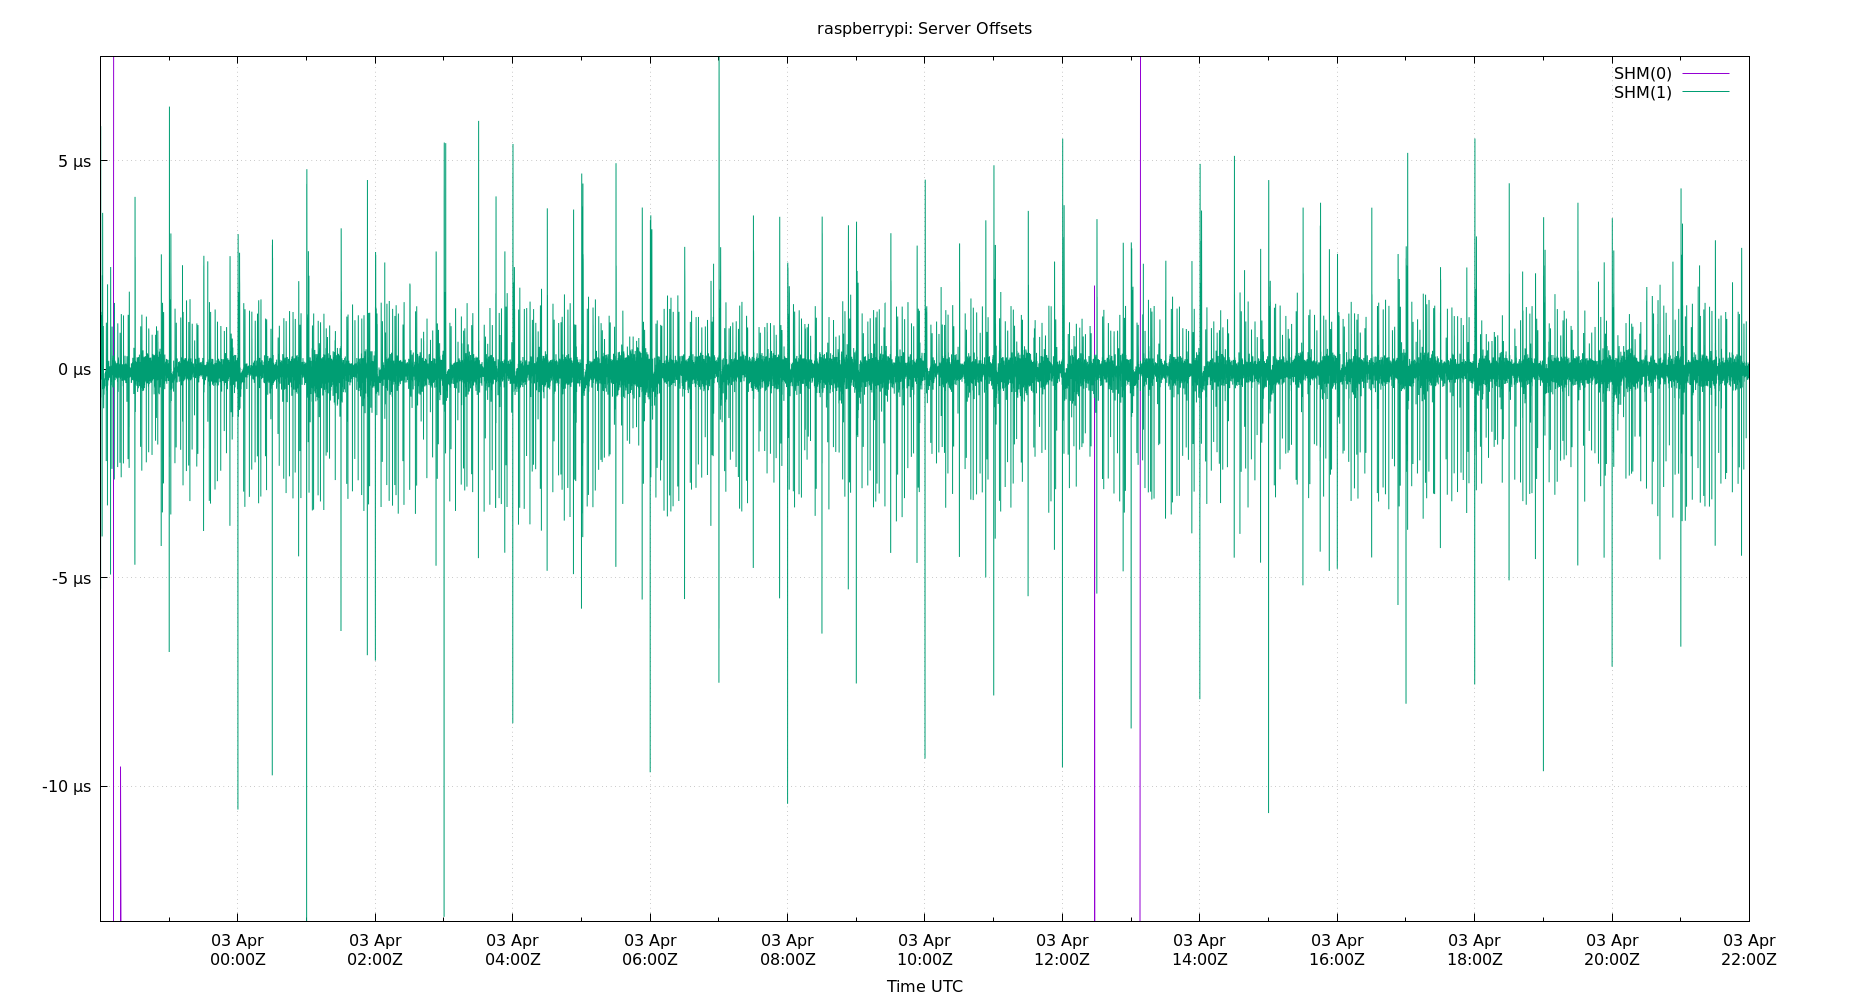 raspberrypi: Server Offsets
SHM(0)
SHM(1)
5 µs
0 µs
-5 µs
-10 µs
03 Apr 03 Apr 03 Apr 03 Apr 03 Apr 03 Apr 03 Apr 03 Apr 03 Apr 03 Apr 03 Apr 03 Apr
00:00Z 02:00Z 04:00Z 06:00Z 08:00Z 10:00Z 12:00Z 14:00Z 16:00Z 18:00Z 20:00Z 22:00Z
Time UTC